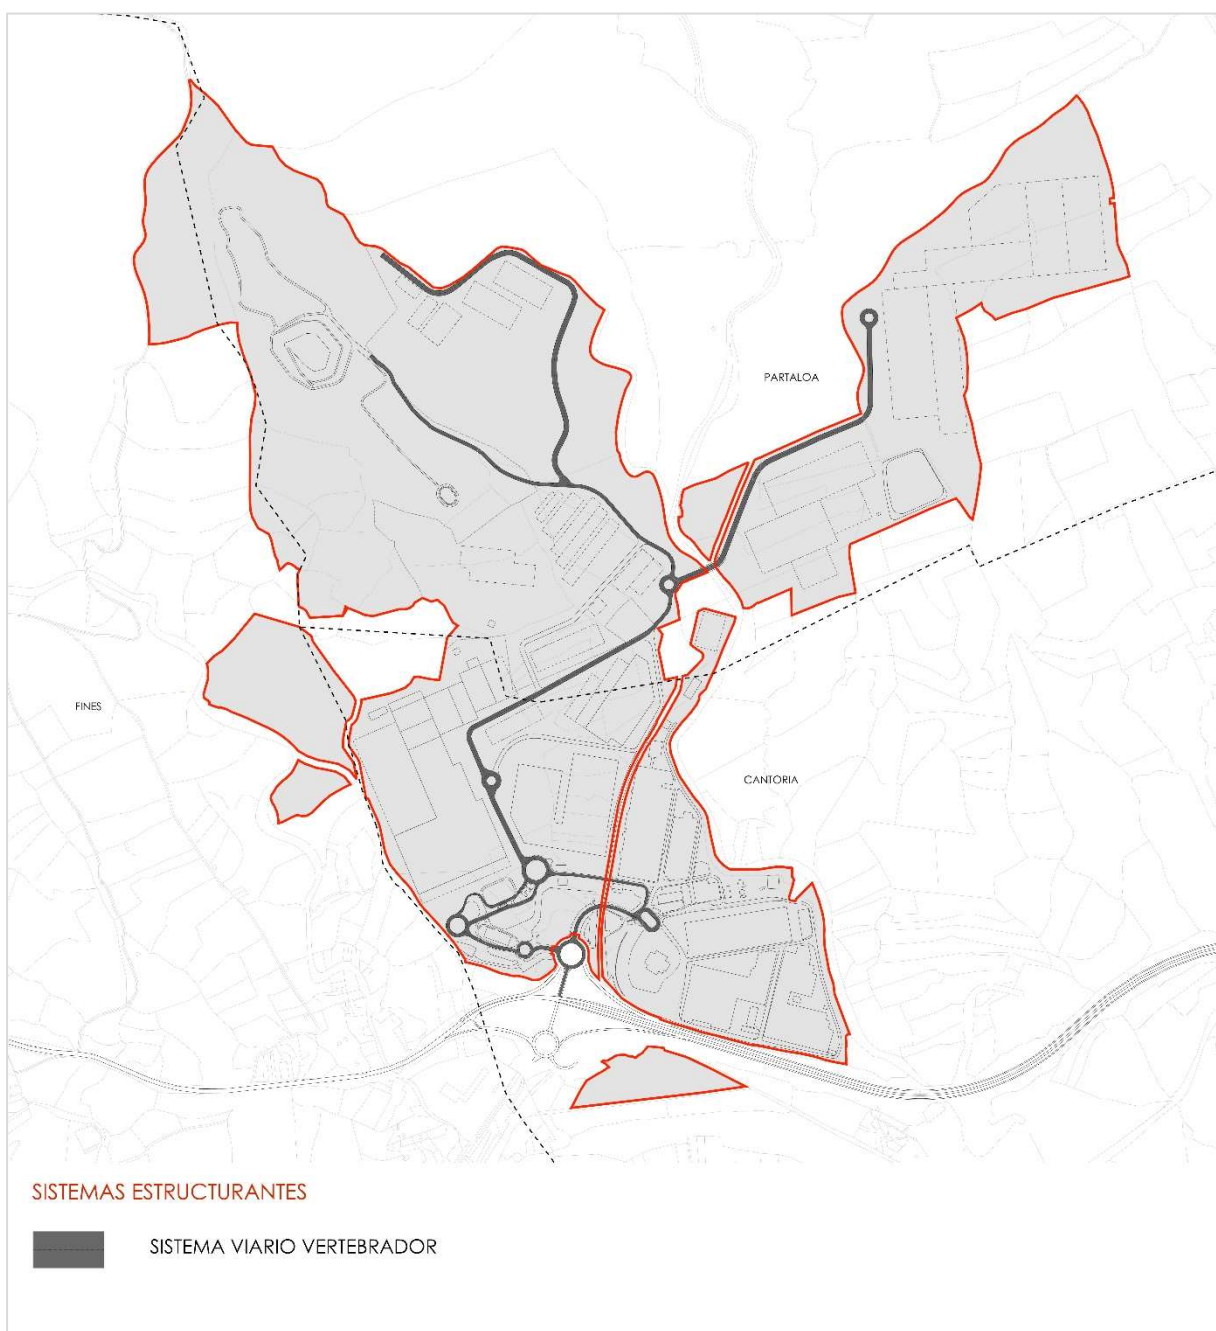 PARTALOA
FINES
CANTORIA
SISTEMAS ESTRUCTURANTES
SISTEMA VIARIO VERTEBRADOR